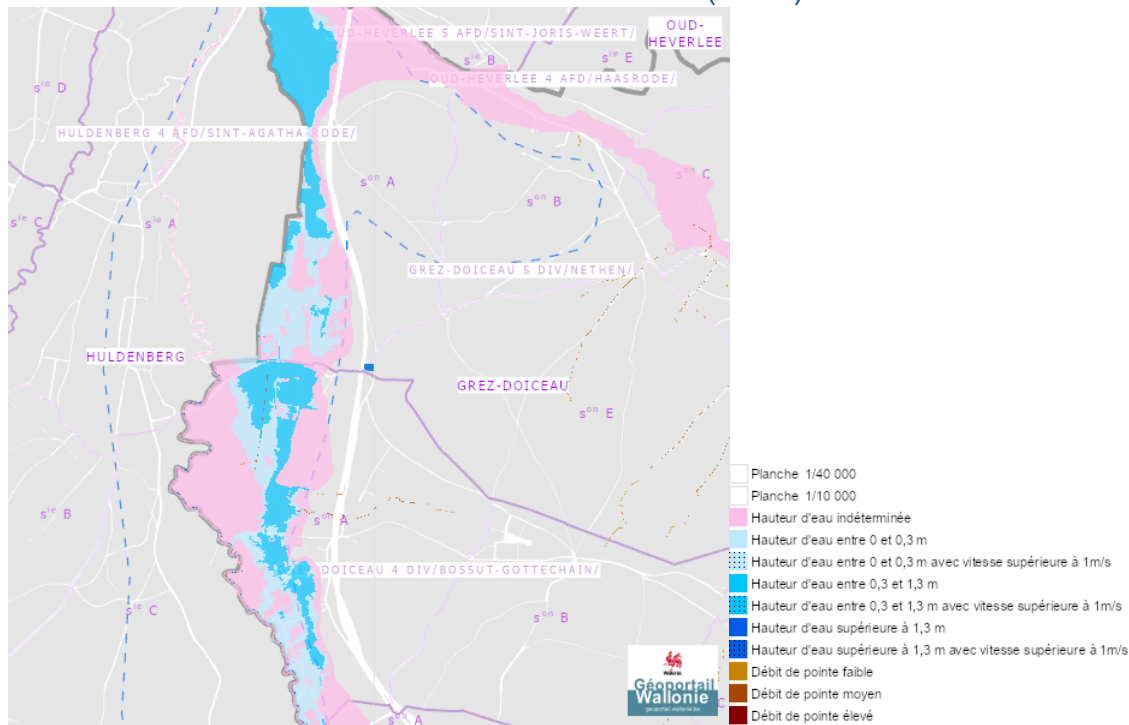 OUD-HEVERLEE 5 AFD/SINT-JORIS-WEERT/
OUD-
HEVERLEE
sie B
sie E
sie D
OUD-HEVERLEE 4 AFD/HAASRODE/
HULDENBERG 4 AFD/SINT-AGATHA-RODE/
son A
son C
son B
sie C
sie A
GREZ-DOICEAU 5 DIV/NETHEN/
HULDENBERG
GREZ-DOICEAU
son E
sie B
son A
DOICEAU 4 DIV/BOSSUT-GOTTECHAIN/
sie C
son B
son A
Wallonie
Géoportail
Wallonie
geoportail.wallonie.be
Planche 1/40 000
Planche 1/10 000
Hauteur d'eau indéterminée
Hauteur d'eau entre 0 et 0,3 m
Hauteur d'eau entre 0 et 0,3 m avec vitesse supérieure à 1m/s
Hauteur d'eau entre 0,3 et 1,3 m
Hauteur d'eau entre 0,3 et 1,3 m avec vitesse supérieure à 1m/s
Hauteur d'eau supérieure à 1,3 m
Hauteur d'eau supérieure à 1,3 m avec vitesse supérieure à 1m/s
Débit de pointe faible
Débit de pointe moyen
Débit de pointe élevé